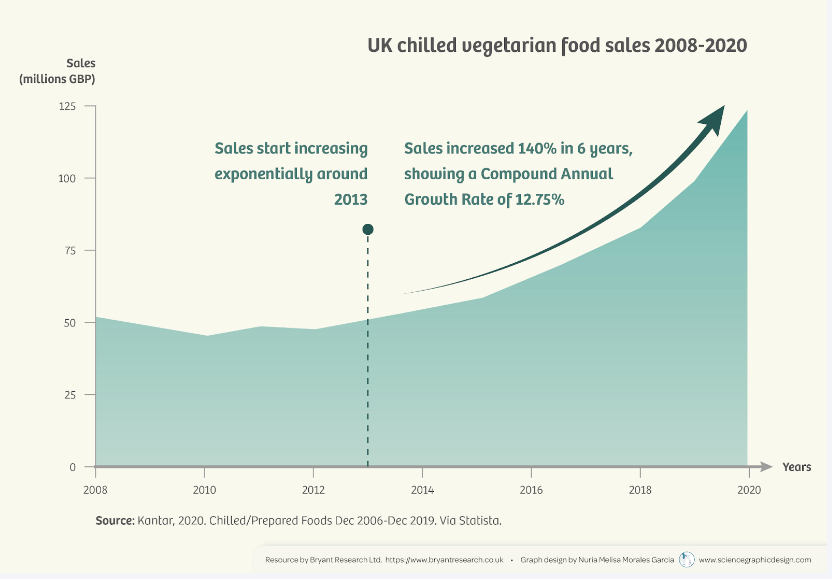 UK chilled vegetarian food sales 2008-2020
Sales
(millions GBP)
125
100
75
50
25
0
Sales start increasing
exponentially around
2013
Sales increased 140% in 6 years,
showing a Compound Annual
Growth Rate of 12.75%
2008
2010
2012
2014
2016
2018
2020
Years
Source: Kantar, 2020. Chilled/Prepared Foods Dec 2006-Dec 2019. Via Statista.
Resource by Bryant Research Ltd. https://www.bryantresearch.co.uk • Graph design by Nuria Melisa Morales Garcia www.sciencegraphicdesign.com